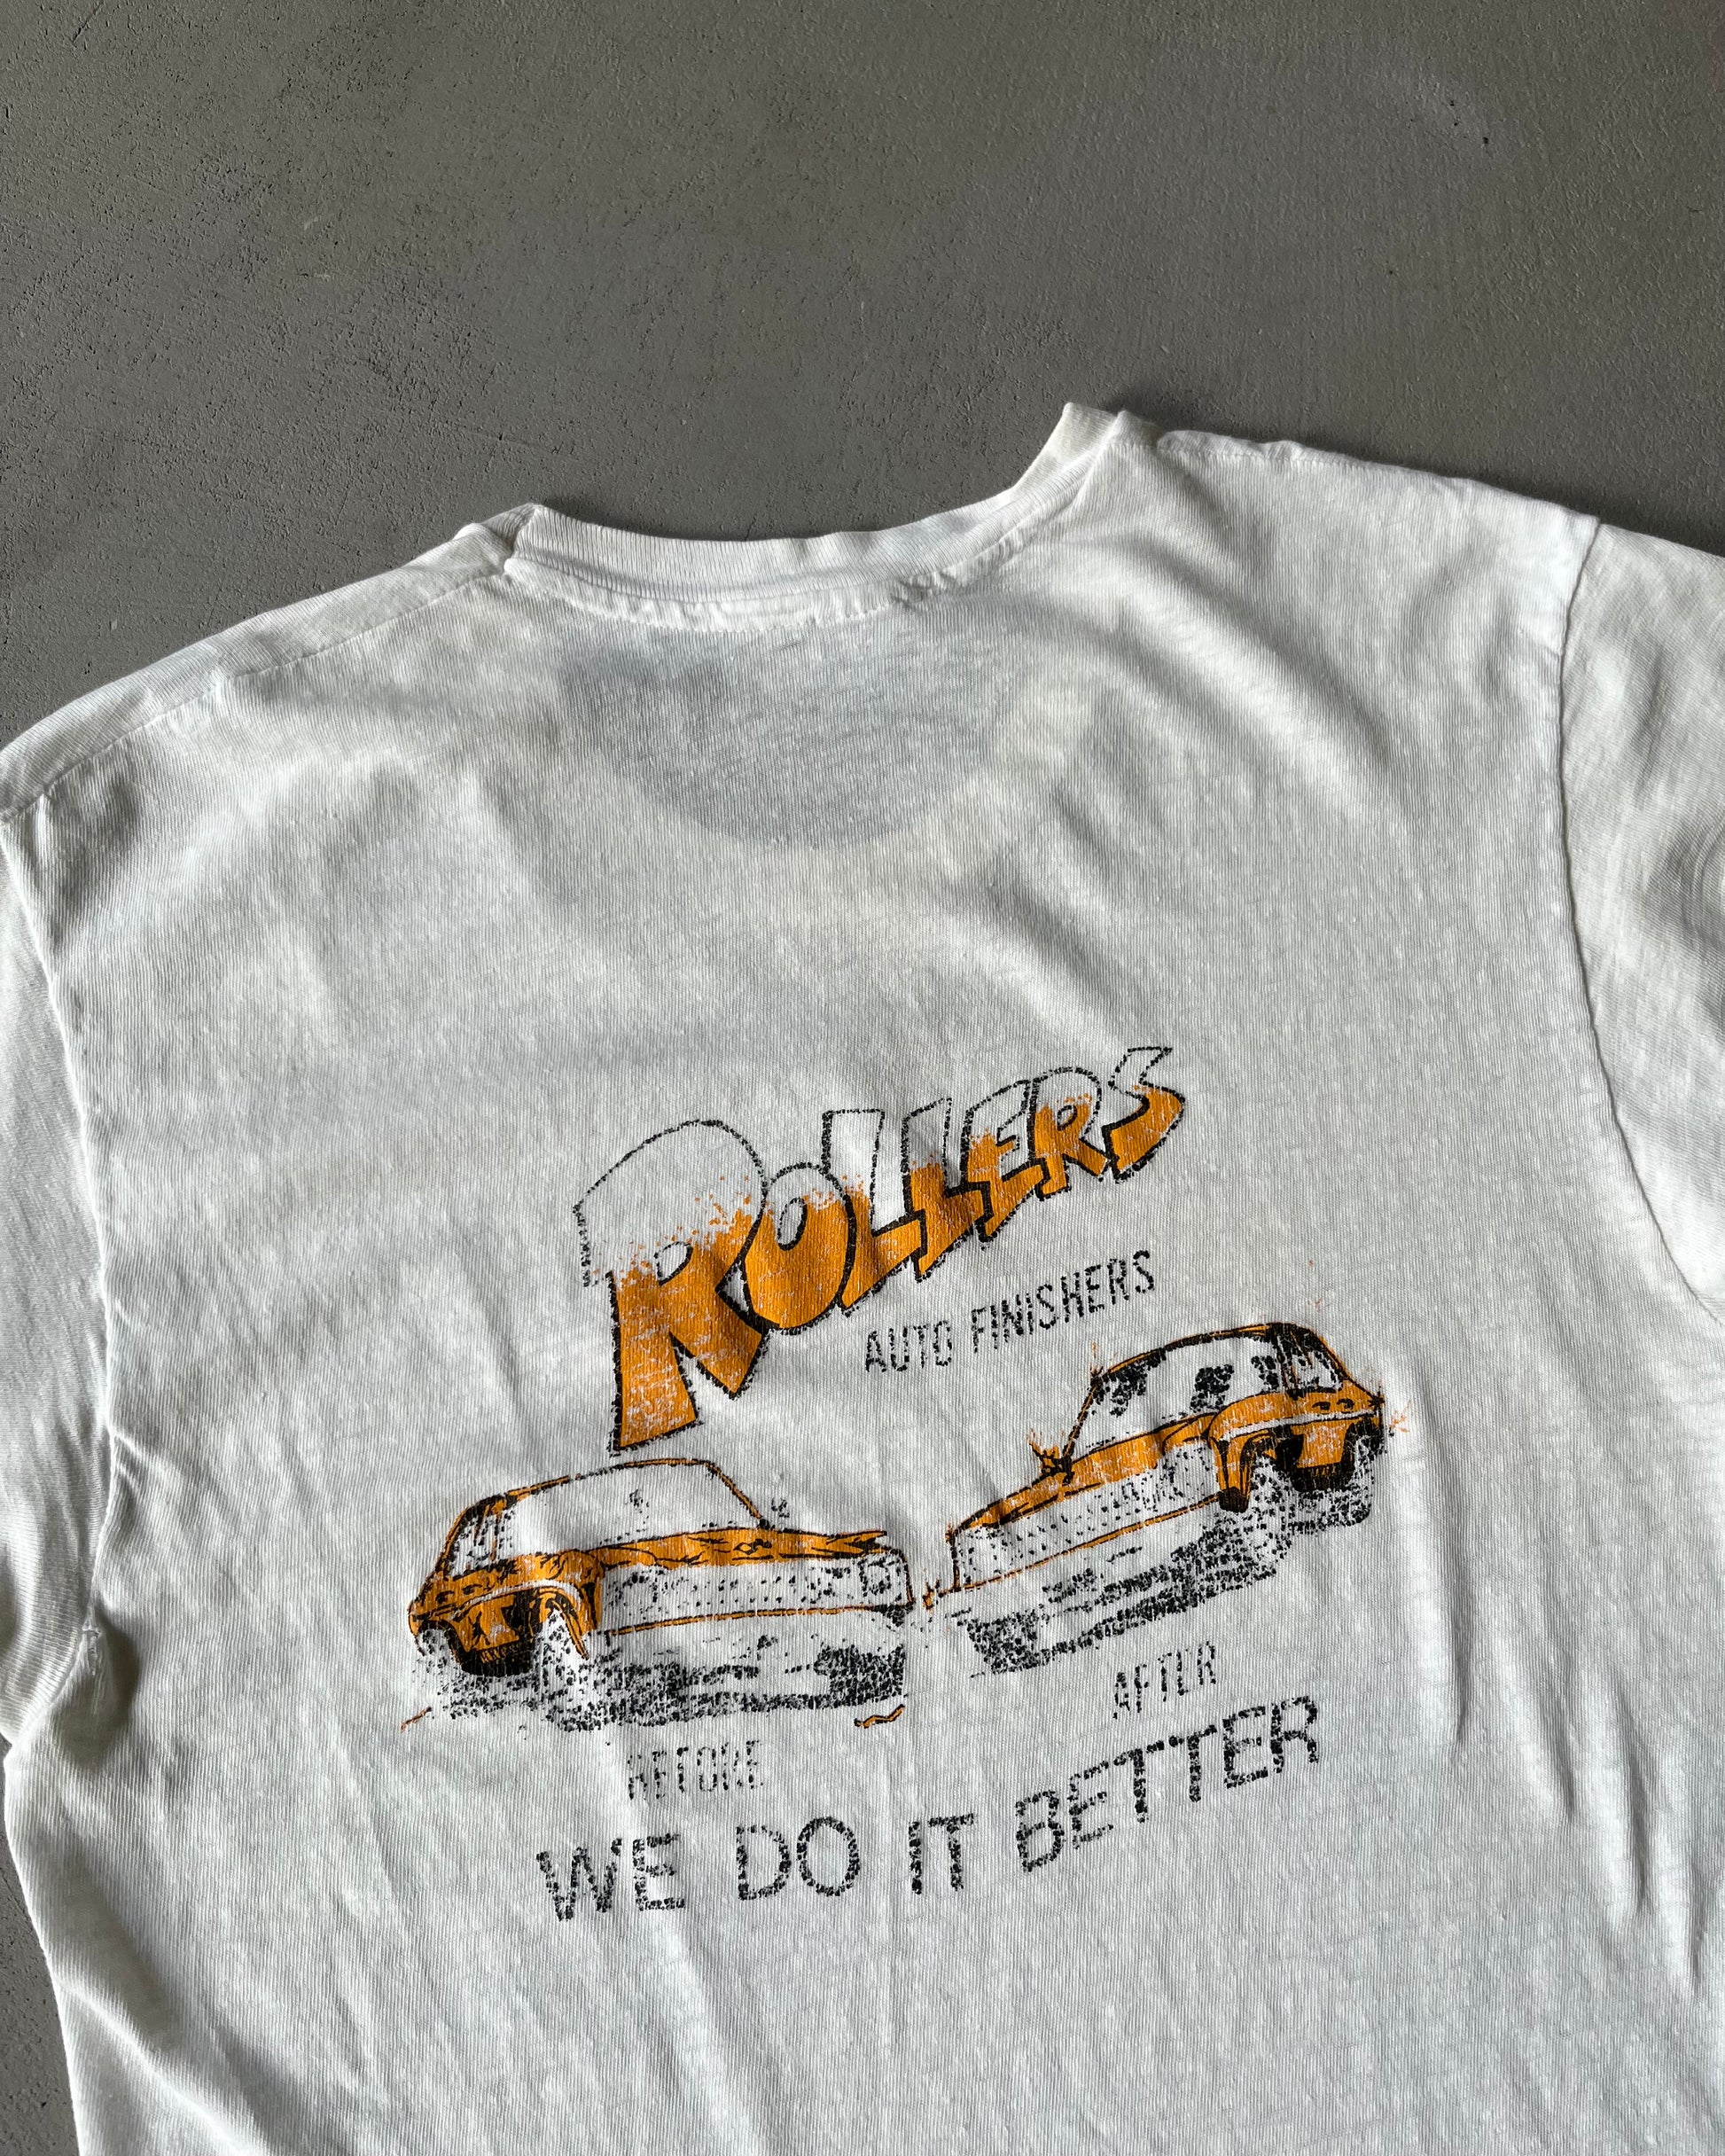 ROLLERS
AUTO FINISHERS
BEFORE
AFTER
WE DO IT BETTER